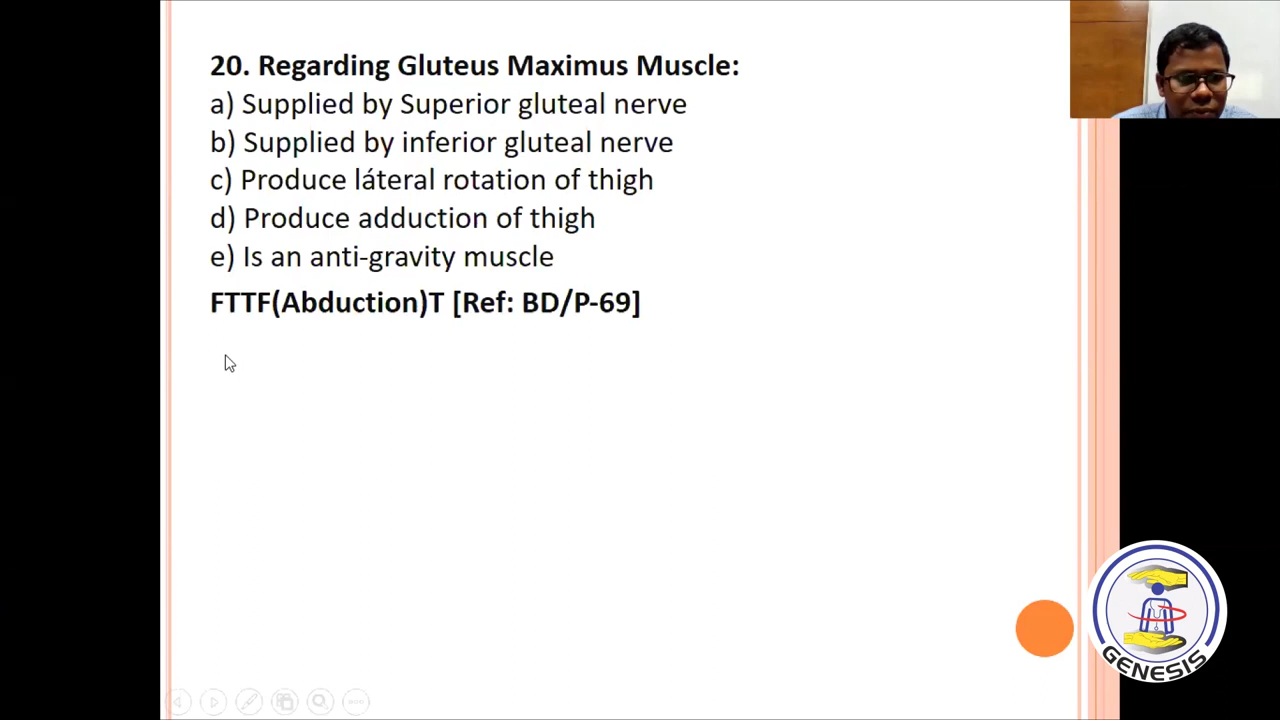 20. Regarding Gluteus Maximus Muscle:
a) Supplied by Superior gluteal nerve
b) Supplied by inferior gluteal nerve
c) Produce láteral rotation of thigh
d) Produce adduction of thigh
e) Is an anti-gravity muscle
FTTF(Abduction)T [Ref: BD/P-69]
GENESIS